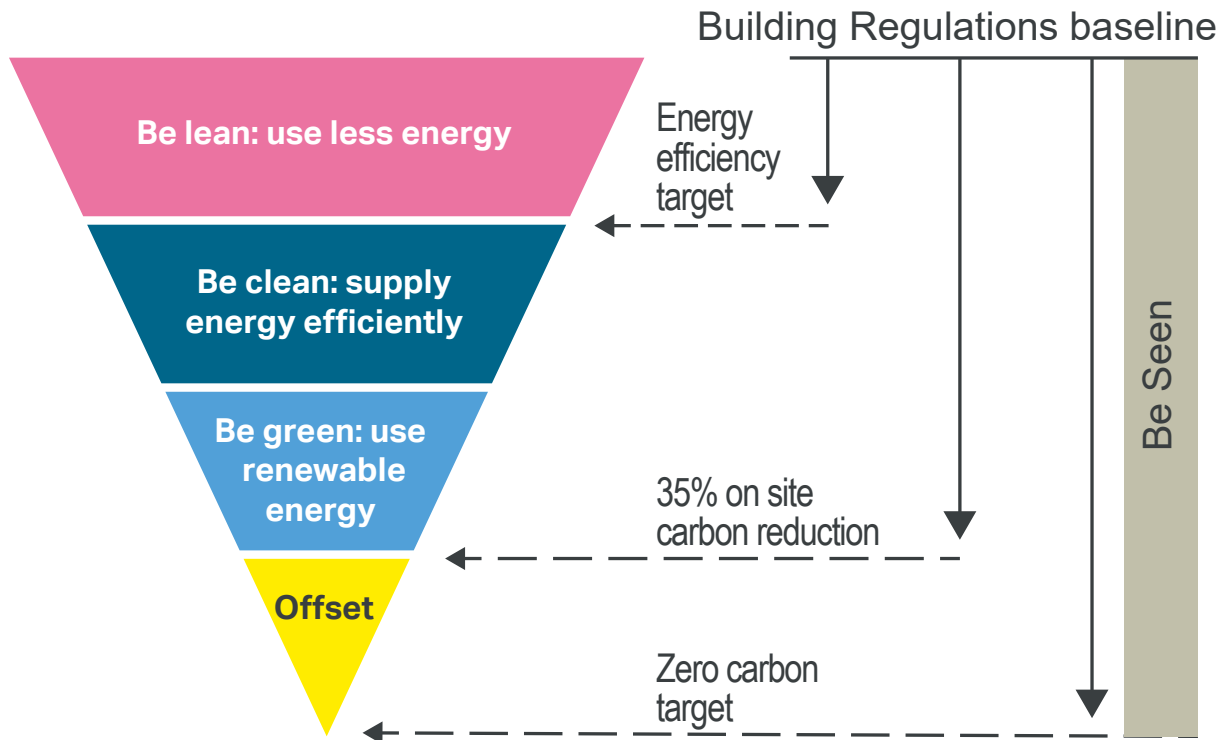 Building Regulations baseline
Be lean: use less energy
Energy
efficiency
target
Be clean: supply
energy efficiently
Be green: use
renewable
energy
35% on site
carbon reduction
Offset
Zero carbon
target
Be Seen